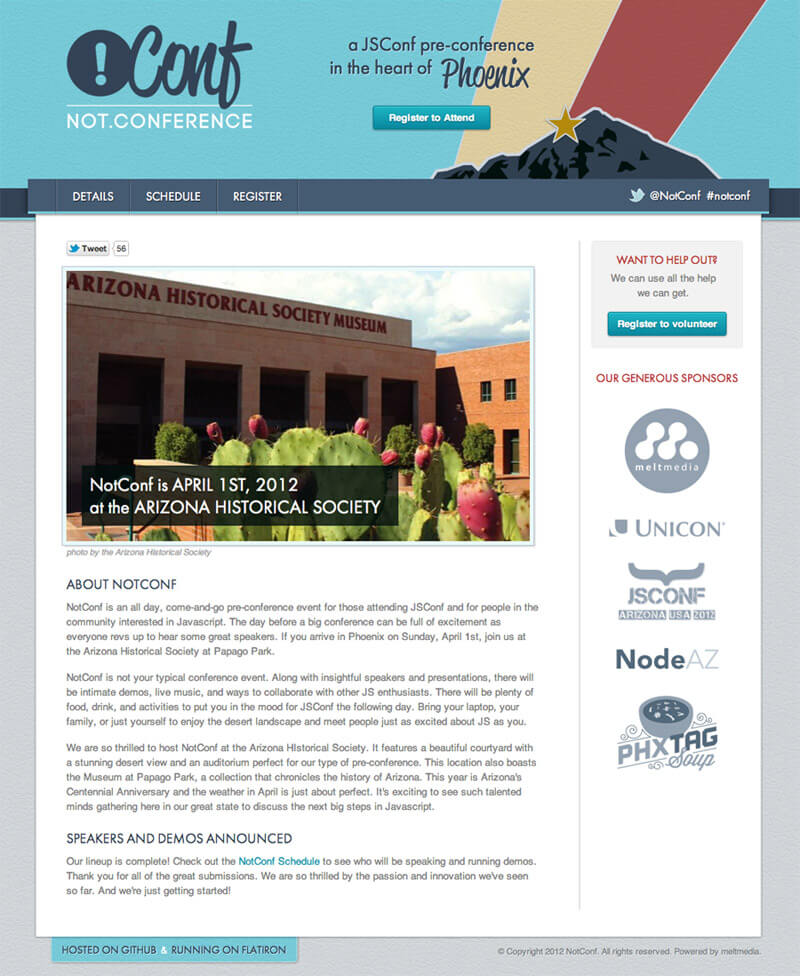 !Conf
NOT.CONFERENCE
a JSConf pre-conference
in the heart of Phoenix
Register to Attend
DETAILS
SCHEDULE
REGISTER
@NotConf #notconf
Tweet
56
ARIZONA HISTORICAL SOCIETY MUSEUM
NotConf is APRIL 1ST, 2012
at the ARIZONA HISTORICAL SOCIETY
photo by the Arizona Historical Society
ABOUT NOTCONF
NotConf is an all day, come-and-go pre-conference event for those attending JSConf and for people in the
community interested in Javascript. The day before a big conference can be full of excitement as
everyone revs up to hear some great speakers. If you arrive in Phoenix on Sunday, April 1st, join us at
the Arizona Historical Society at Papago Park.
NotConf is not your typical conference event. Along with insightful speakers and presentations, there will
be intimate demos, live music, and ways to collaborate with other JS enthusiasts. There will be plenty of
food, drink, and activities to put you in the mood for JSConf the following day. Bring your laptop, your
family, or just yourself to enjoy the desert landscape and meet people just as excited about JS as you.
We are so thrilled to host NotConf at the Arizona HIstorical Society. It features a beautiful courtyard with
a stunning desert view and an auditorium perfect for our type of pre-conference. This location also boasts
the Museum at Papago Park, a collection that chronicles the history of Arizona. This year is Arizona's
Centennial Anniversary and the weather in April is just about perfect. It's exciting to see such talented
minds gathering here in our great state to discuss the next big steps in Javascript.
SPEAKERS AND DEMOS ANNOUNCED
Our lineup is complete! Check out the NotConf Schedule to see who will be speaking and running demos.
Thank you for all of the great submissions. We are so thrilled by the passion and innovation we've seen
so far. And we're just getting started!
WANT TO HELP OUT?
We can use all the help
we can get.
Register to volunteer
OUR GENEROUS SPONSORS
meltmedia
UNICON
JSCONF
ARIZONA USA 2012
NodeAZ
PHXTAG
Soup
HOSTED ON GITHUB & RUNNING ON FLATIRON
© Copyright 2012 NotConf. All rights reserved. Powered by meltmedia.